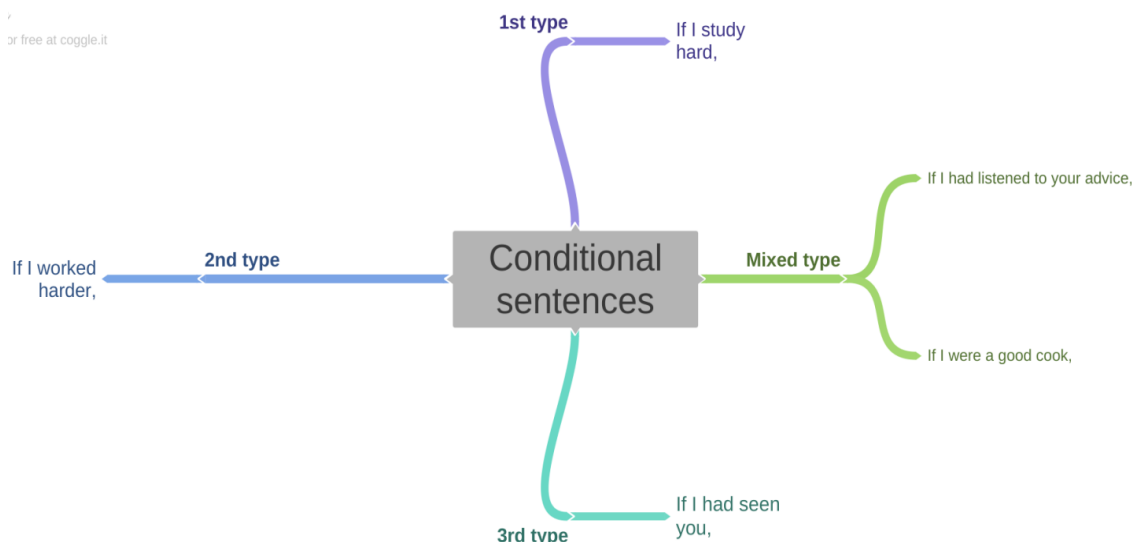 or free at coggle.it
1st type
If I study
hard,
If I had listened to your advice,
Conditional
sentences
2nd type
If I worked
harder,
Mixed type
If I were a good cook,
If I had seen
you,
3rd type